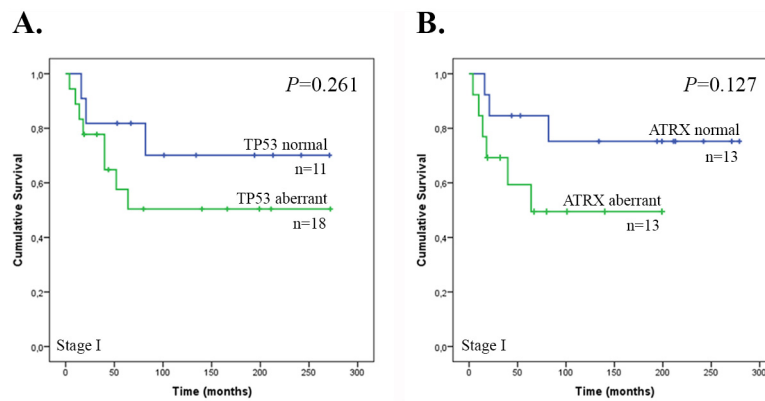 A.
P=0.261
1,0
0,8
0,6
0,4
0,2
0,0
Cumulative Survival
TP53 normal
n=11
TP53 aberrant
n=18
Stage I
0 50 100 150 200 250 300
Time (months)
B.
P=0.127
1,0
0,8
0,6
0,4
0,2
0,0
Cumulative Survival
ATRX normal
n=13
ATRX aberrant
n=13
Stage I
0 50 100 150 200 250 300
Time (months)